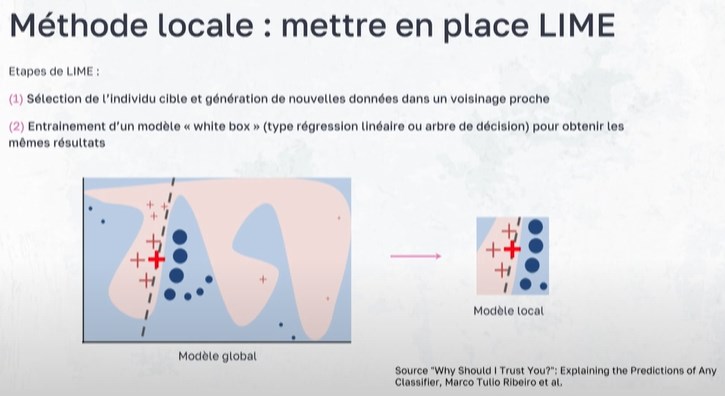 Méthode locale : mettre en place LIME
Etapes de LIME :
(1) Sélection de l'individu cible et génération de nouvelles données dans un voisinage proche
(2) Entrainement d'un modèle « white box » (type régression linéaire ou arbre de décision) pour obtenir les
mêmes résultats
Modèle local
Modèle global
Source "Why Should I Trust You?": Explaining the Predictions of Any
Classifier, Marco Tulio Ribeiro et al.